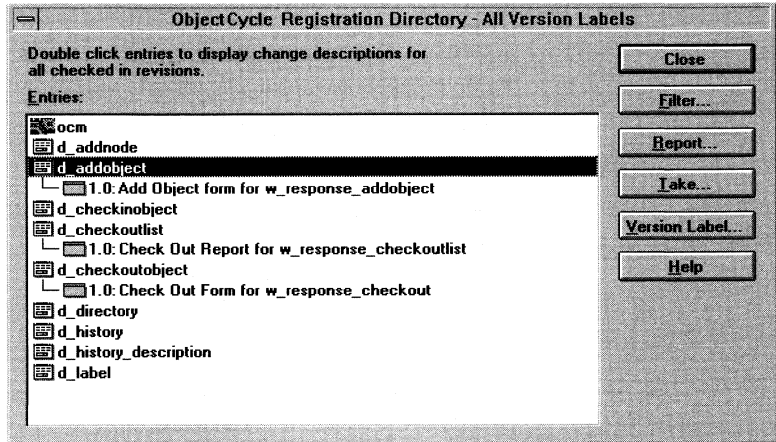 ObjectCycle Registration Directory - All Version Labels
Double click entries to display change descriptions for
all checked in revisions.
Entries:
ocm
d_addnode
d_addobject
1.0: Add Object form for w_response_addobject
d_checkinobject
d_checkoutlist
1.0: Check Out Report for w_response_checkoutlist
d_checkoutobject
1.0: Check Out Form for w_response_checkout
d_directory
d_history
d_history_description
d_label
Close
Filter...
Report...
Take...
Version Label...
Help